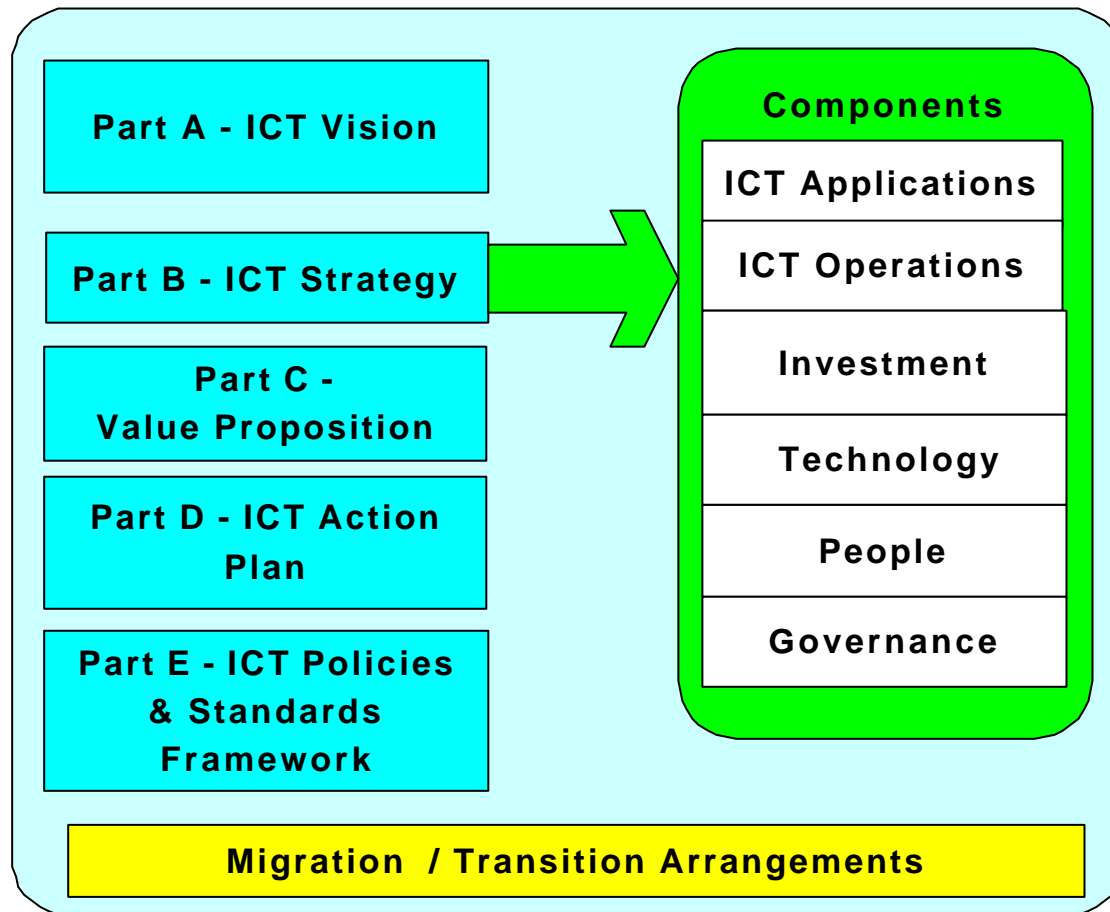 Part A - ICT Vision
Part B - ICT Strategy
Part C -
Value Proposition
Part D - ICT Action
Plan
Part E - ICT Policies
& Standards
Framework
Components
ICT Applications
ICT Operations
Investment
Technology
People
Governance
Migration / Transition Arrangements